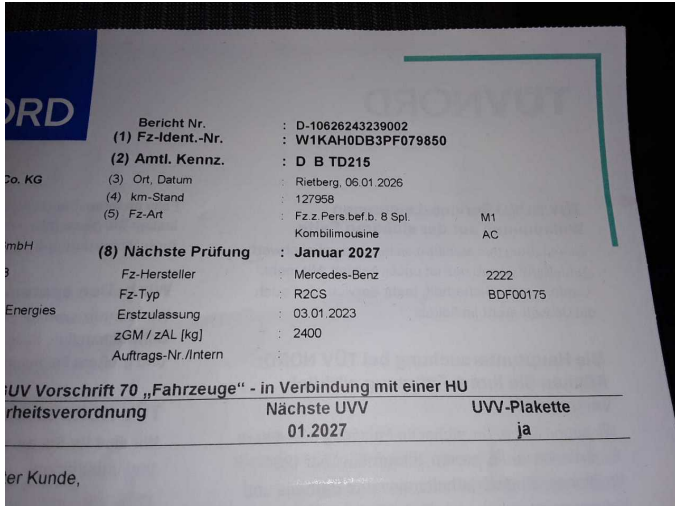 ORD
Bericht Nr. : D-10626243239002
(1) Fz-Ident.-Nr. : W1KAH0DB3PF079850
(2) Amtl. Kennz. : D B TD215
Co. KG
(3) Ort, Datum : Rietberg, 06.01.2026
(4) km-Stand : 127958
(5) Fz-Art : Fz.z.Pers.bef.b. 8 Spl. M1
Kombilimousine AC
mbH
(8) Nächste Prüfung : Januar 2027
Fz-Hersteller : Mercedes-Benz 2222
Fz-Typ : R2CS BDF00175
Energies
Erstzulassung : 03.01.2023
zGM / zAL [kg] : 2400
Auftrags-Nr./Intern :
GUV Vorschrift 70 „Fahrzeuge“ - in Verbindung mit einer HU
rheitsverordnung Nächste UVV UVV-Plakette
01.2027 ja
er Kunde,